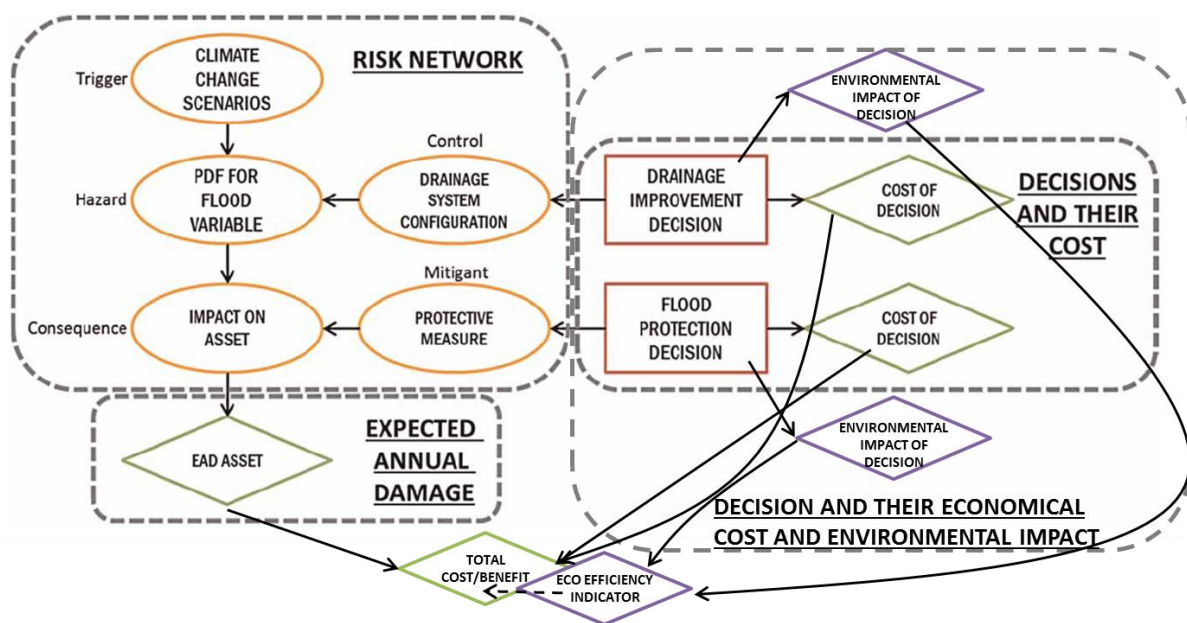 RISK NETWORK
Trigger
CLIMATE
CHANGE
SCENARIOS
Hazard
PDF FOR
FLOOD
VARIABLE
Control
DRAINAGE
SYSTEM
CONFIGURATION
Consequence
IMPACT ON
ASSET
Mitigant
PROTECTIVE
MEASURE
ENVIRONMENTAL
IMPACT OF
DECISION
DRAINAGE
IMPROVEMENT
DECISION
COST OF
DECISION
DECISIONS
AND THEIR
COST
FLOOD
PROTECTION
DECISION
COST OF
DECISION
ENVIRONMENTAL
IMPACT OF
DECISION
DECISION AND THEIR ECONOMICAL
COST AND ENVIRONMENTAL IMPACT
EAD ASSET
EXPECTED
ANNUAL
DAMAGE
TOTAL
COST/BENEFIT
ECO EFFICIENCY
INDICATOR